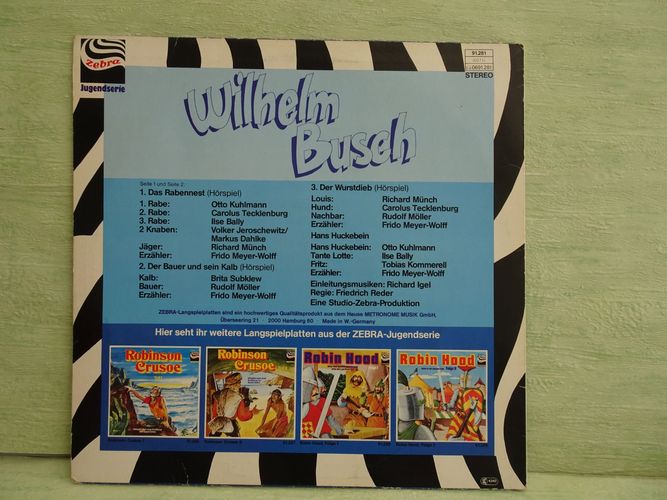 Zebra
Jugendserie
91.281
0691.281
STEREO
Wilhelm
Busch
Seite 1 und Seite 2:
1. Das Rabennest (Hörspiel)
1. Rabe: Otto Kuhlmann
2. Rabe: Carolus Tecklenburg
3. Rabe: Ilse Bally
2 Knaben: Volker Jeroschewitz/
Markus Dahlke
Jäger: Richard Münch
Erzähler: Frido Meyer-Wolff
2. Der Bauer und sein Kalb (Hörspiel)
Kalb: Brita Subklew
Bauer: Rudolf Möller
Erzähler: Frido Meyer-Wolff
3. Der Wurstdieb (Hörspiel)
Louis: Richard Münch
Hund: Carolus Tecklenburg
Nachbar: Rudolf Möller
Erzähler: Frido Meyer-Wolff
Hans Huckebein
Hans Huckebein: Otto Kuhlmann
Tante Lotte: Ilse Bally
Fritz: Tobias Kommerell
Erzähler: Frido Meyer-Wolff
Einleitungsmusiken: Richard Igel
Regie: Friedrich Reder
Eine Studio-Zebra-Produktion
ZEBRA-Langspielplatten sind ein hochwertiges Qualitätsprodukt aus dem Hause METRONOME MUSIK GmbH,
Überseering 21 · 2000 Hamburg 60 · Made in W.-Germany
Hier seht ihr weitere Langspielplatten aus der ZEBRA-Jugendserie
Robinson
Crusoe
Robinson
Crusoe
Robin Hood
Robin Hood